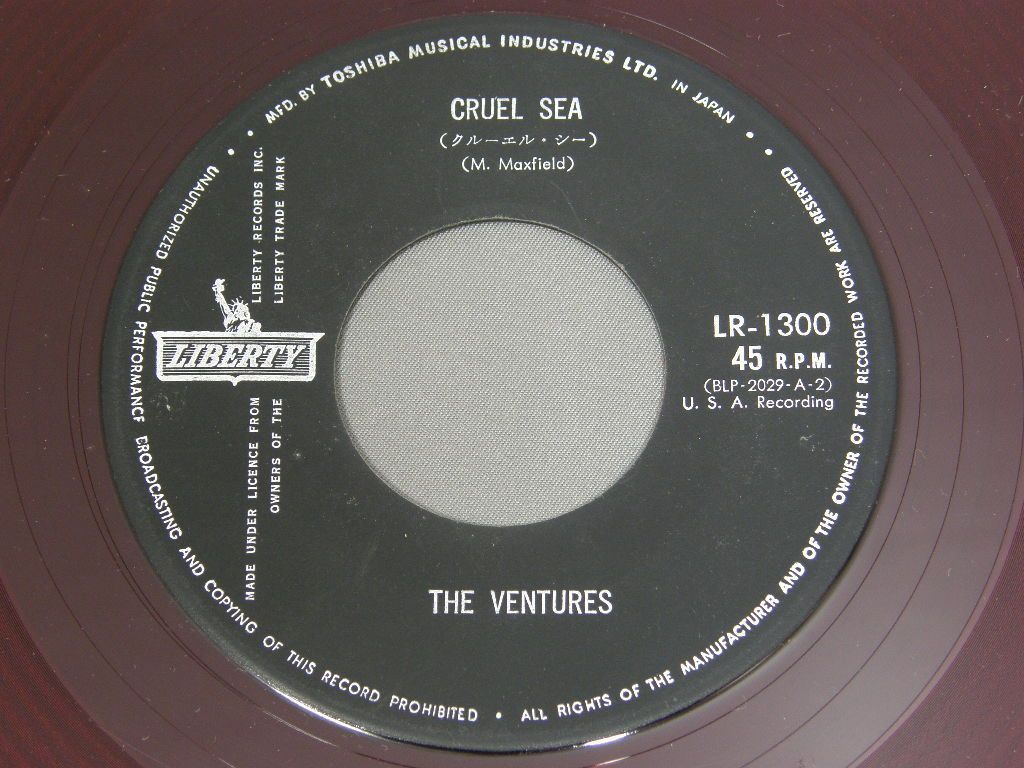 MFD. BY TOSHIBA MUSICAL INDUSTRIES LTD. IN JAPAN •
CRUEL SEA
(クルーエル・シー)
(M. Maxfield)
LIBERTY RECORDS INC.
LIBERTY TRADE MARK
LIBERTY
MADE UNDER LICENCE FROM
OWNERS OF THE
LR-1300
45 R.P.M.
(BLP-2029-A-2)
U. S. A. Recording
THE VENTURES
• UNAUTHORIZED PUBLIC PERFORMANCE BROADCASTING AND COPYING OF THIS RECORD PROHIBITED • ALL RIGHTS OF THE MANUFACTURER AND OF THE OWNER OF THE RECORDED WORK ARE RESERVED •